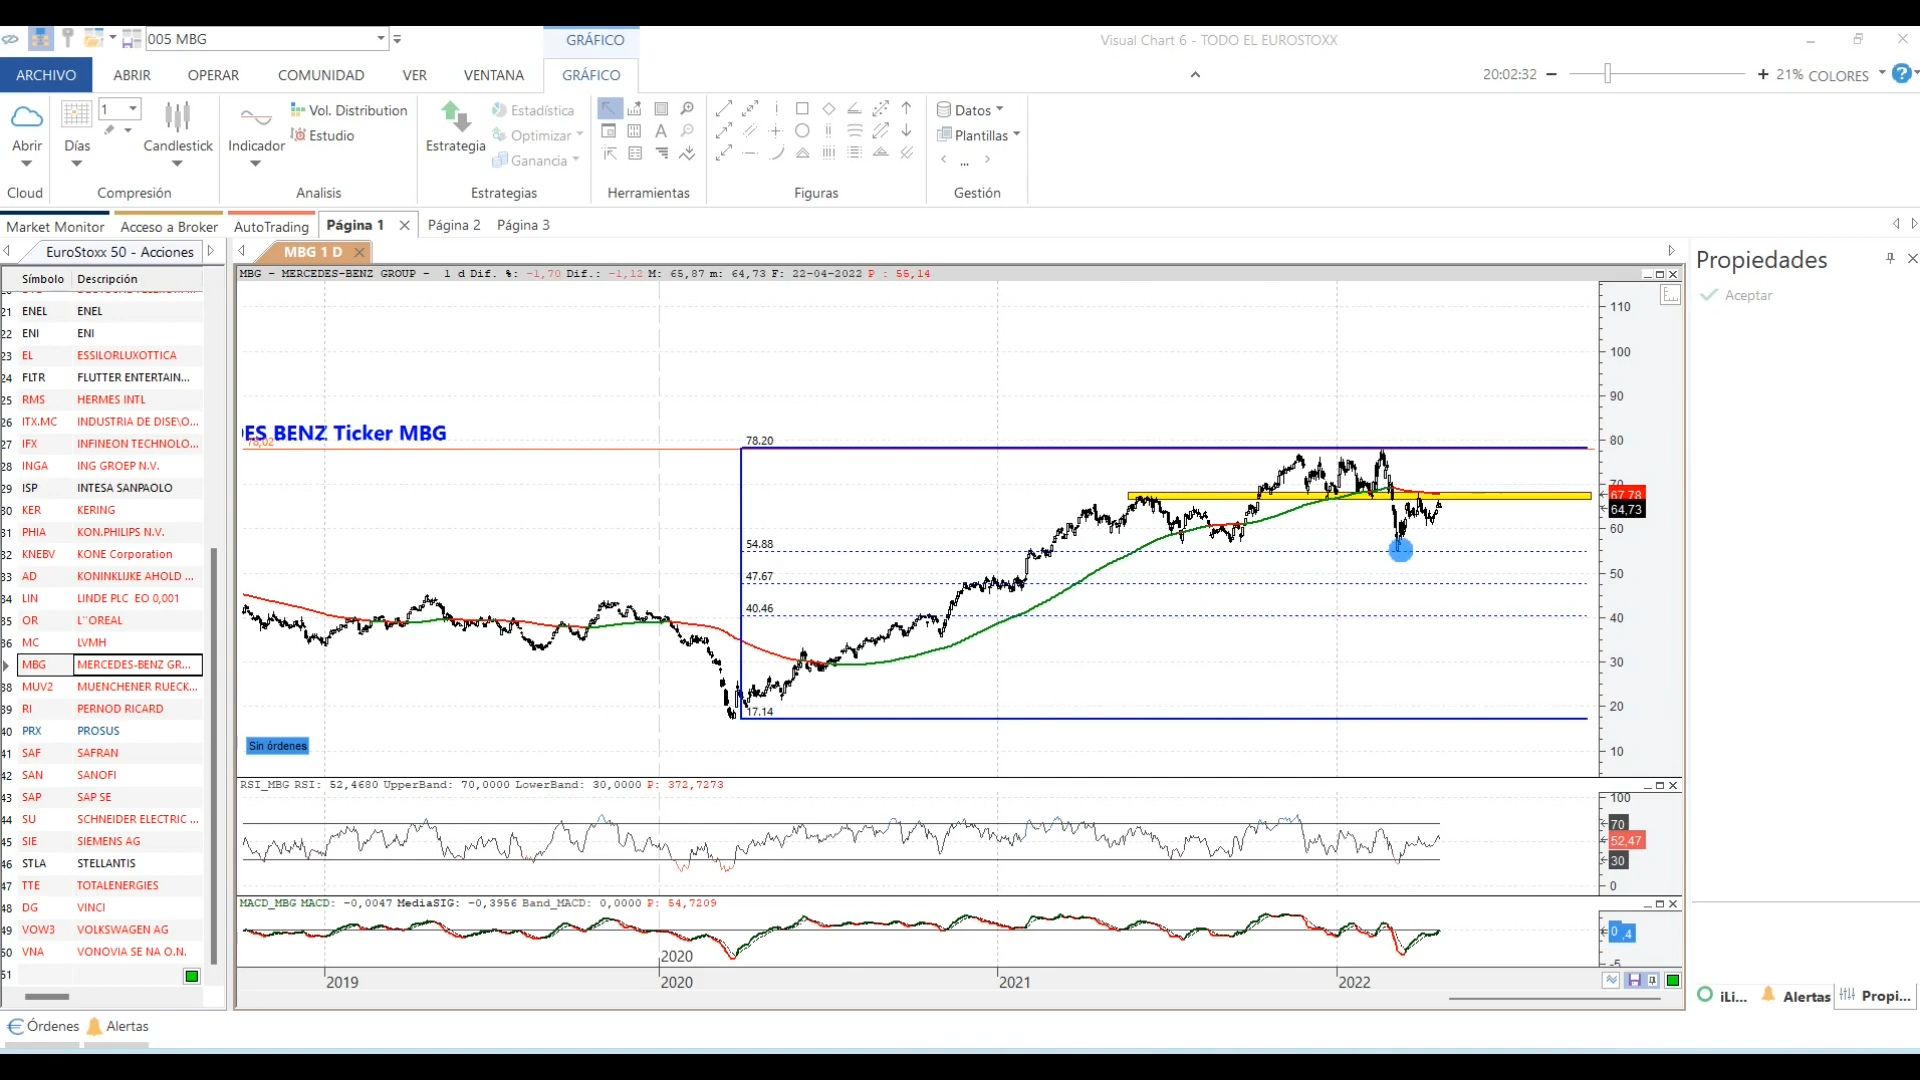 005 MBG
GRÁFICO
Visual Chart 6 - TODO EL EUROSTOXX
ARCHIVO ABRIR OPERAR COMUNIDAD VER VENTANA GRÁFICO
20:02:32 21% COLORES
1
Vol. Distribution
Estudio
Estadística
Optimizar
Ganancia
Datos
Plantillas
...
Abrir Días Candlestick Indicador Estrategia
Cloud Compresión Analisis Estrategias Herramientas Figuras Gestión
Market Monitor Acceso a Broker AutoTrading Página 1 Página 2 Página 3
EuroStoxx 50 - Acciones
MBG 1 D
Propiedades
Aceptar
Símbolo Descripción
21 ENEL ENEL
22 ENI ENI
23 EL ESSILORLUXOTTICA
24 FLTR FLUTTER ENTERTAIN...
25 RMS HERMES INTL
26 ITX.MC INDUSTRIA DE DISE\O...
27 IFX INFINEON TECHNOLO...
28 INGA ING GROEP N.V.
29 ISP INTESA SANPAOLO
30 KER KERING
31 PHIA KON.PHILIPS N.V.
32 KNEBV KONE Corporation
33 AD KONINKLIJKE AHOLD ...
34 LIN LINDE PLC EO 0,001
35 OR L''OREAL
36 MC LVMH
MBG MERCEDES-BENZ GR...
38 MUV2 MUENCHENER RUECK...
39 RI PERNOD RICARD
40 PRX PROSUS
41 SAF SAFRAN
42 SAN SANOFI
43 SAP SAP SE
44 SU SCHNEIDER ELECTRIC ...
45 SIE SIEMENS AG
46 STLA STELLANTIS
47 TTE TOTALENERGIES
48 DG VINCI
49 VOW3 VOLKSWAGEN AG
50 VNA VONOVIA SE NA O.N.
51
MBG - MERCEDES-BENZ GROUP - 1 d Dif. %: -1,70 Dif.: -1,12 M: 65,87 m: 64,73 F: 22-04-2022 P : 55,14
ES BENZ Ticker MBG
78,02
78.20
54.88
47.67
40.46
17.14
Sin órdenes
110
100
90
80
70
67,78
64,73
60
50
40
30
20
10
RSI_MBG RSI: 52,4680 UpperBand: 70,0000 LowerBand: 30,0000 P: 372,7273
100
70
52,47
30
0
MACD_MBG MACD: -0,0047 MediaSIG: -0,3956 Band_MACD: 0,0000 P: 54,7209
-5
2020
2019 2020 2021 2022
iLi... Alertas Propi...
Órdenes Alertas